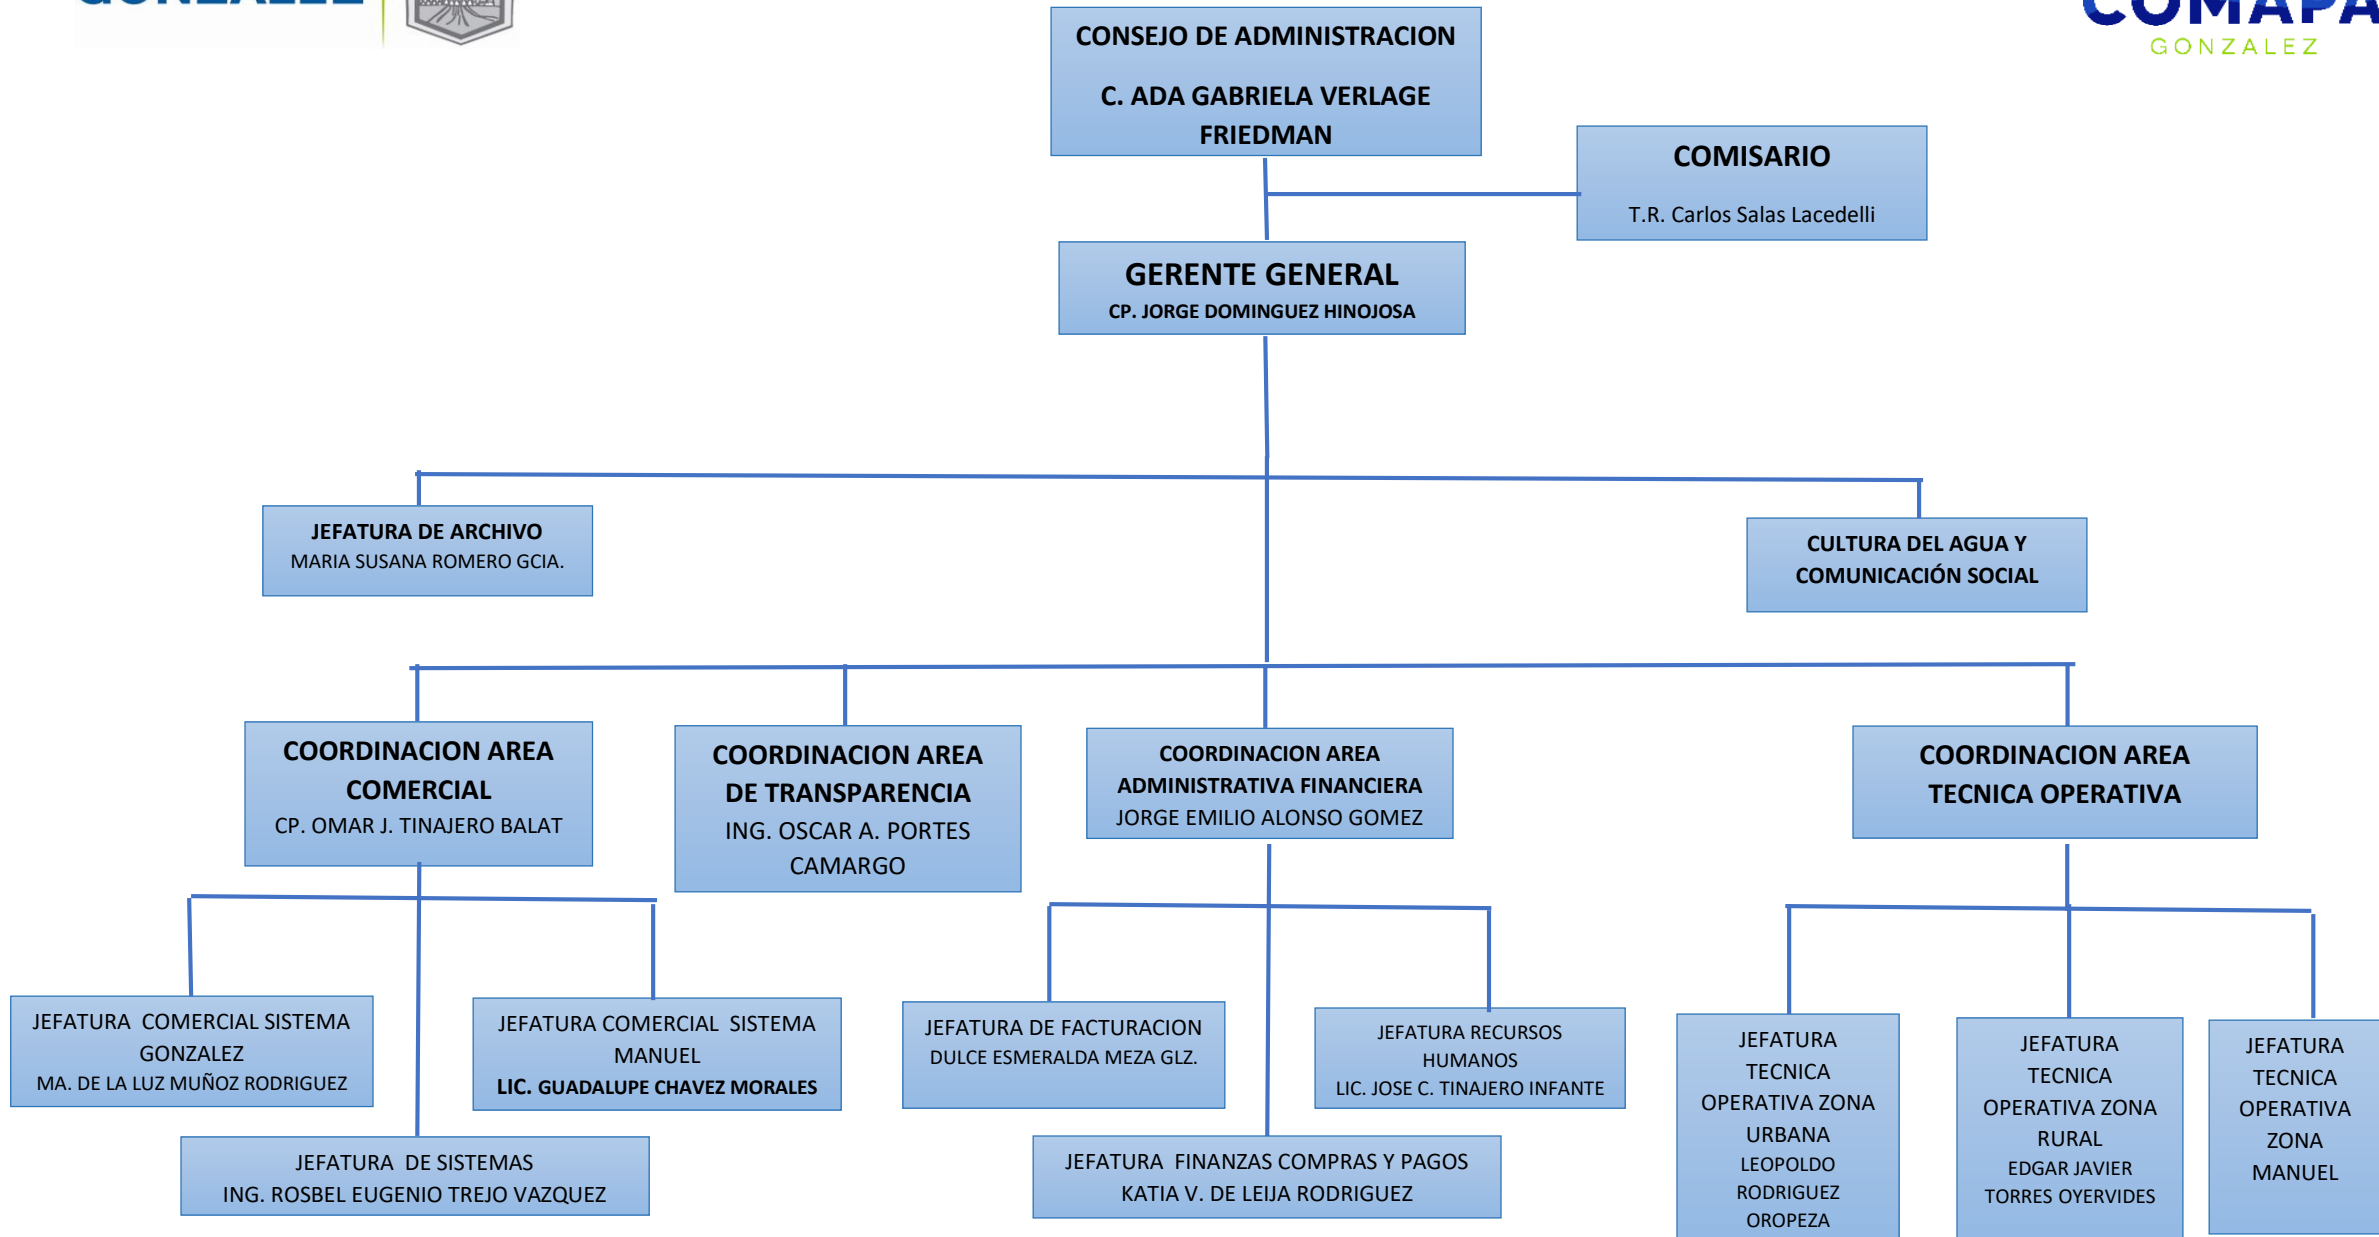 GONZALEZ
COMAPA
GONZALEZ
CONSEJO DE ADMINISTRACION
C. ADA GABRIELA VERLAGE
FRIEDMAN
COMISARIO
T.R. Carlos Salas Lacedelli
GERENTE GENERAL
CP. JORGE DOMINGUEZ HINOJOSA
JEFATURA DE ARCHIVO
MARIA SUSANA ROMERO GCIA.
CULTURA DEL AGUA Y
COMUNICACIÓN SOCIAL
COORDINACION AREA
COMERCIAL
CP. OMAR J. TINAJERO BALAT
COORDINACION AREA
DE TRANSPARENCIA
ING. OSCAR A. PORTES
CAMARGO
COORDINACION AREA
ADMINISTRATIVA FINANCIERA
JORGE EMILIO ALONSO GOMEZ
COORDINACION AREA
TECNICA OPERATIVA
JEFATURA COMERCIAL SISTEMA
GONZALEZ
MA. DE LA LUZ MUÑOZ RODRIGUEZ
JEFATURA COMERCIAL SISTEMA
MANUEL
LIC. GUADALUPE CHAVEZ MORALES
JEFATURA DE SISTEMAS
ING. ROSBEL EUGENIO TREJO VAZQUEZ
JEFATURA DE FACTURACION
DULCE ESMERALDA MEZA GLZ.
JEFATURA RECURSOS
HUMANOS
LIC. JOSE C. TINAJERO INFANTE
JEFATURA FINANZAS COMPRAS Y PAGOS
KATIA V. DE LEIJA RODRIGUEZ
JEFATURA
TECNICA
OPERATIVA ZONA
URBANA
LEOPOLDO
RODRIGUEZ
OROPEZA
JEFATURA
TECNICA
OPERATIVA ZONA
RURAL
EDGAR JAVIER
TORRES OYERVIDES
JEFATURA
TECNICA
OPERATIVA
ZONA
MANUEL